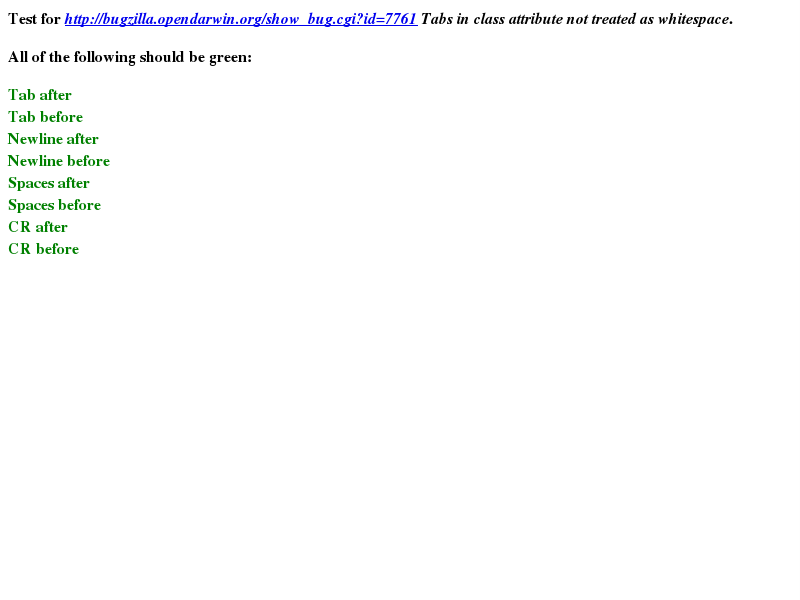 Test for http://bugzilla.opendarwin.org/show_bug.cgi?id=7761 Tabs in class attribute not treated as whitespace.
All of the following should be green:
Tab after
Tab before
Newline after
Newline before
Spaces after
Spaces before
CR after
CR before